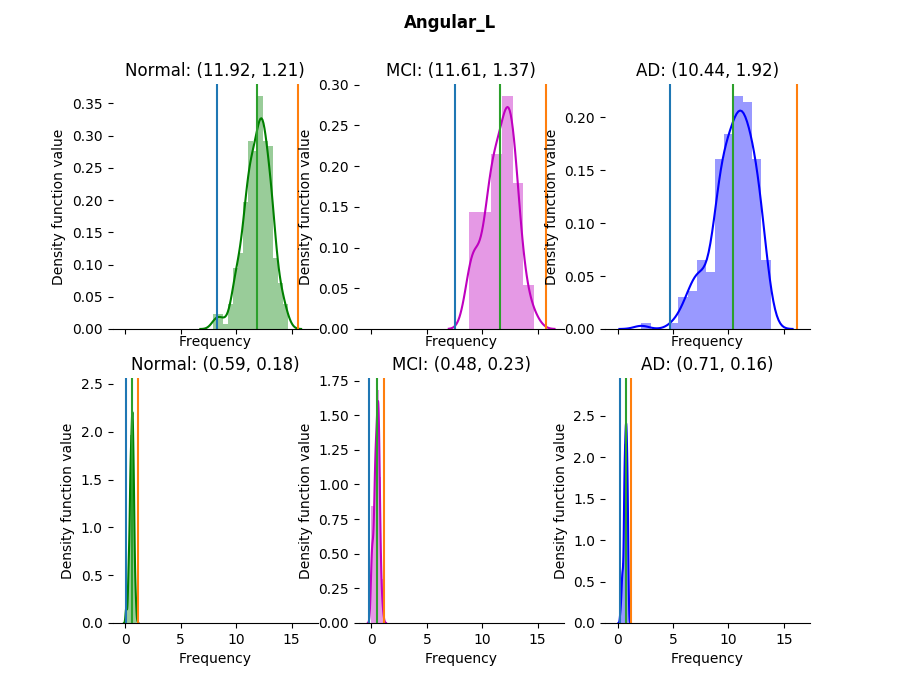 Angular_L
Normal: (11.92, 1.21)
MCI: (11.61, 1.37)
AD: (10.44, 1.92)
Density function value
0.35
0.30
0.25
0.20
0.15
0.10
0.05
0.00
Frequency
Density function value
0.30
0.25
0.20
0.15
0.10
0.05
0.00
Frequency
Density function value
0.20
0.15
0.10
0.05
0.00
Frequency
Normal: (0.59, 0.18)
MCI: (0.48, 0.23)
AD: (0.71, 0.16)
Density function value
2.5
2.0
1.5
1.0
0.5
0.0
0 5 10 15
Frequency
Density function value
1.75
1.50
1.25
1.00
0.75
0.50
0.25
0.00
0 5 10 15
Frequency
Density function value
2.5
2.0
1.5
1.0
0.5
0.0
0 5 10 15
Frequency